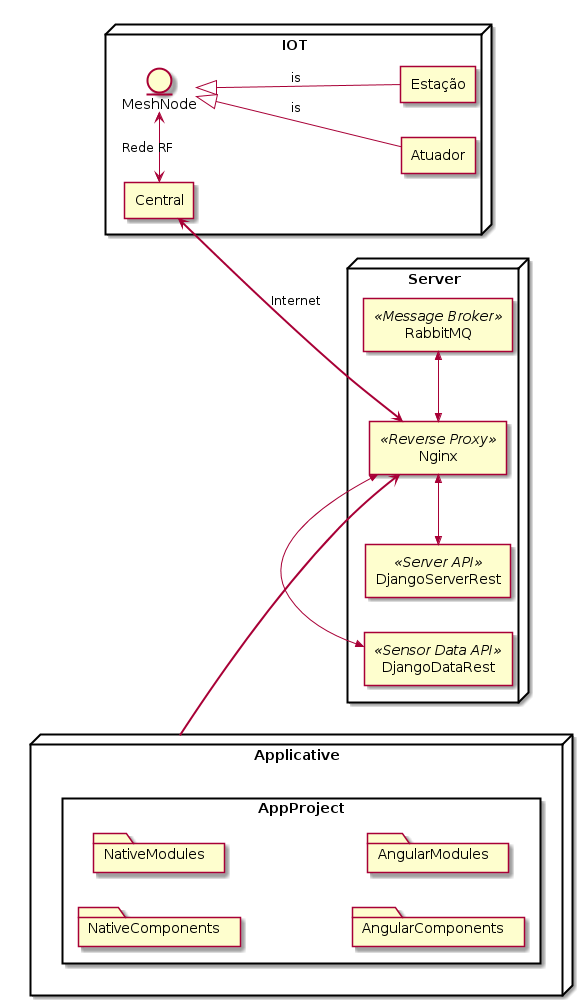 IOT
MeshNode
is
is
Estação
Atuador
Rede RF
Central
Internet
Server
«Message Broker»
RabbitMQ
«Reverse Proxy»
Nginx
«Server API»
DjangoServerRest
«Sensor Data API»
DjangoDataRest
Applicative
AppProject
NativeModules
AngularModules
NativeComponents
AngularComponents